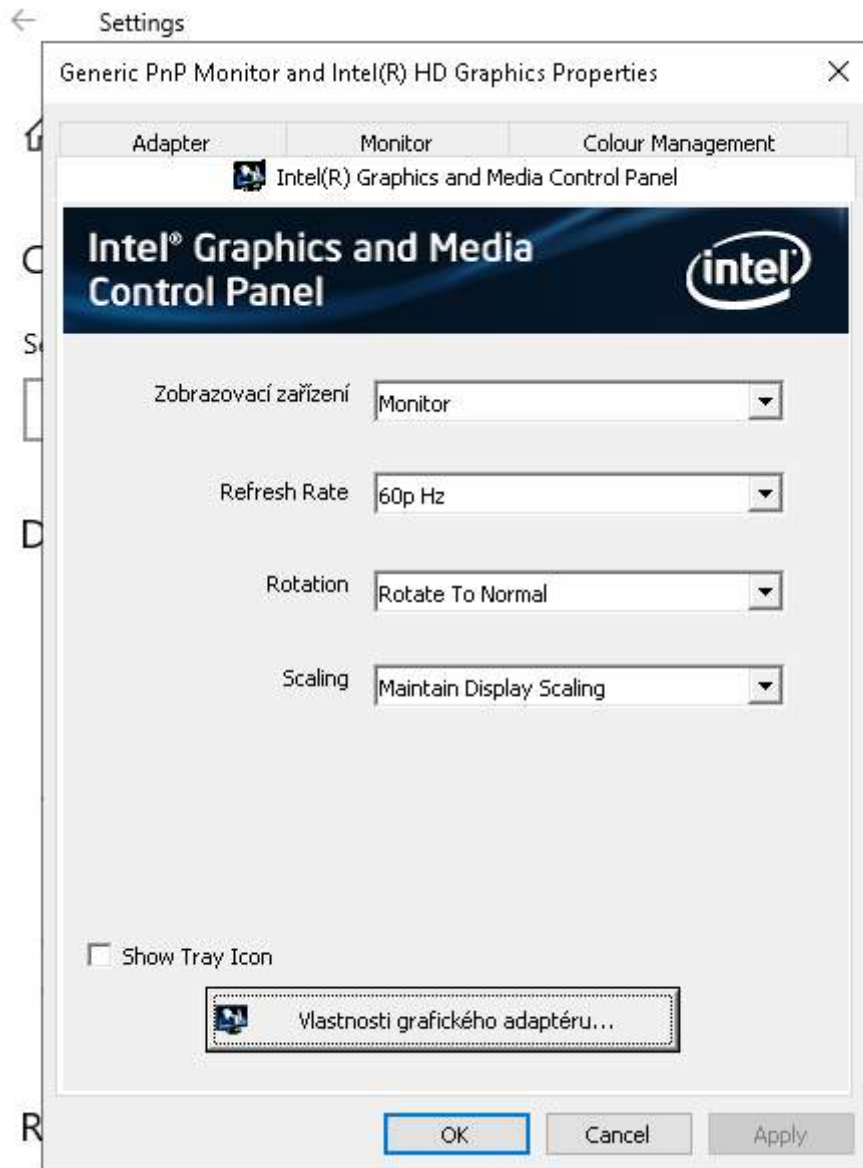 Settings
Generic PnP Monitor and Intel(R) HD Graphics Properties
Adapter Monitor Colour Management
Intel(R) Graphics and Media Control Panel
Intel® Graphics and Media
Control Panel
intel
Zobrazovací zařízení Monitor
Refresh Rate 60p Hz
Rotation Rotate To Normal
Scaling Maintain Display Scaling
Show Tray Icon
Vlastnosti grafického adaptéru...
OK Cancel Apply